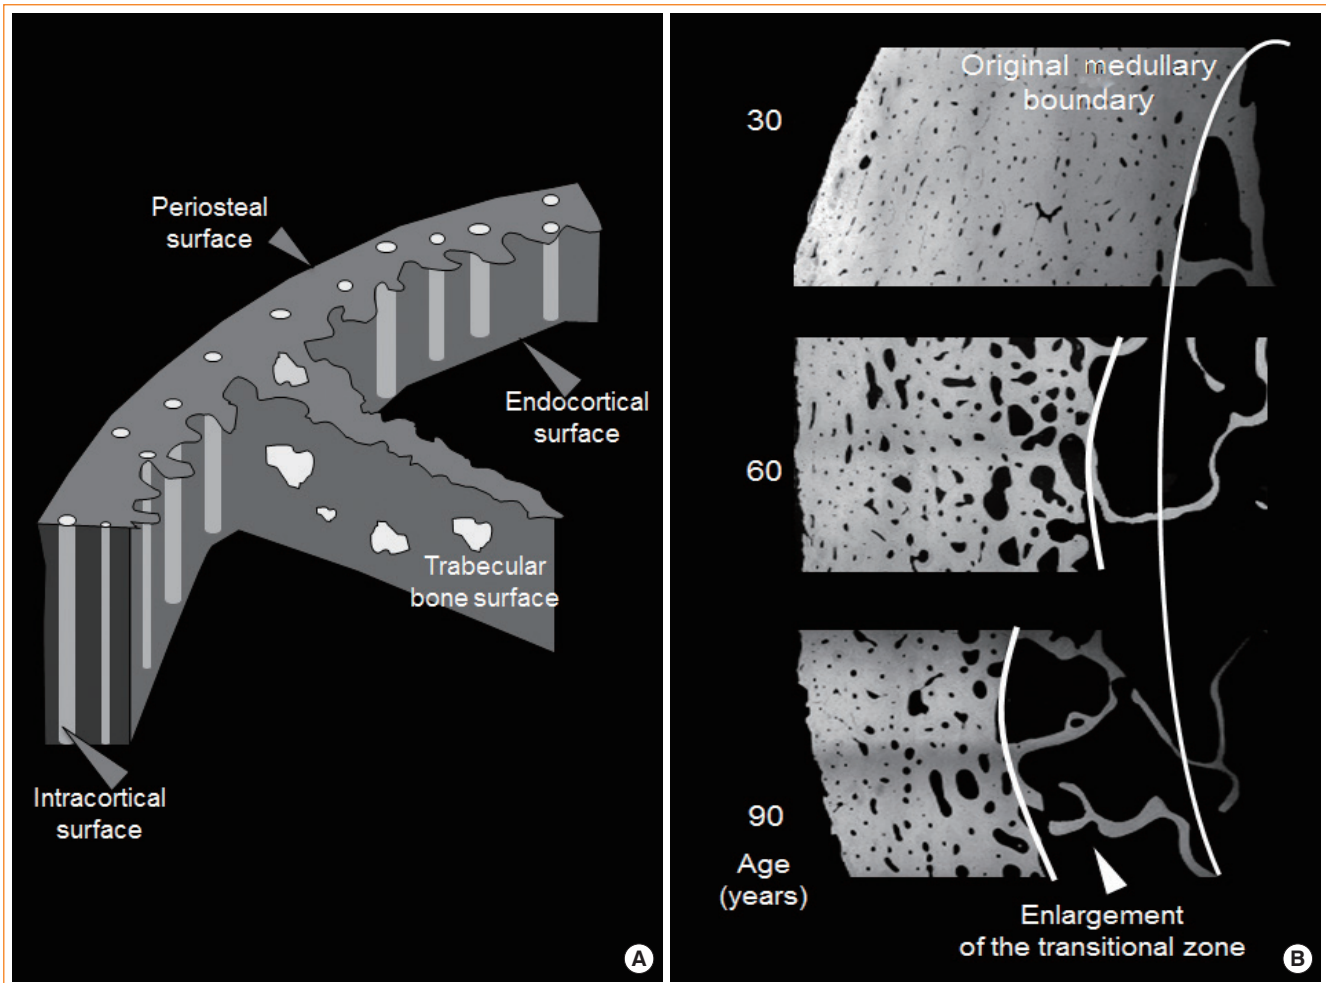 Periosteal
surface
Endocortical
surface
Trabecular
bone surface
Intracortical
surface
A
Original medullary
boundary
30
60
90
Age
(years)
Enlargement
of the transitional zone
B